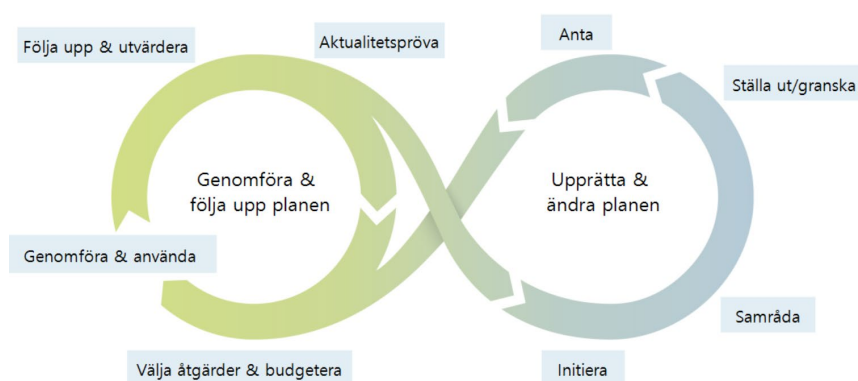 Följa upp & utvärdera
Aktualitetspröva
Anta
Ställa ut/granska
Genomföra &
följa upp planen
Upprätta &
ändra planen
Genomföra & använda
Samråda
Välja åtgärder & budgetera
Initiera